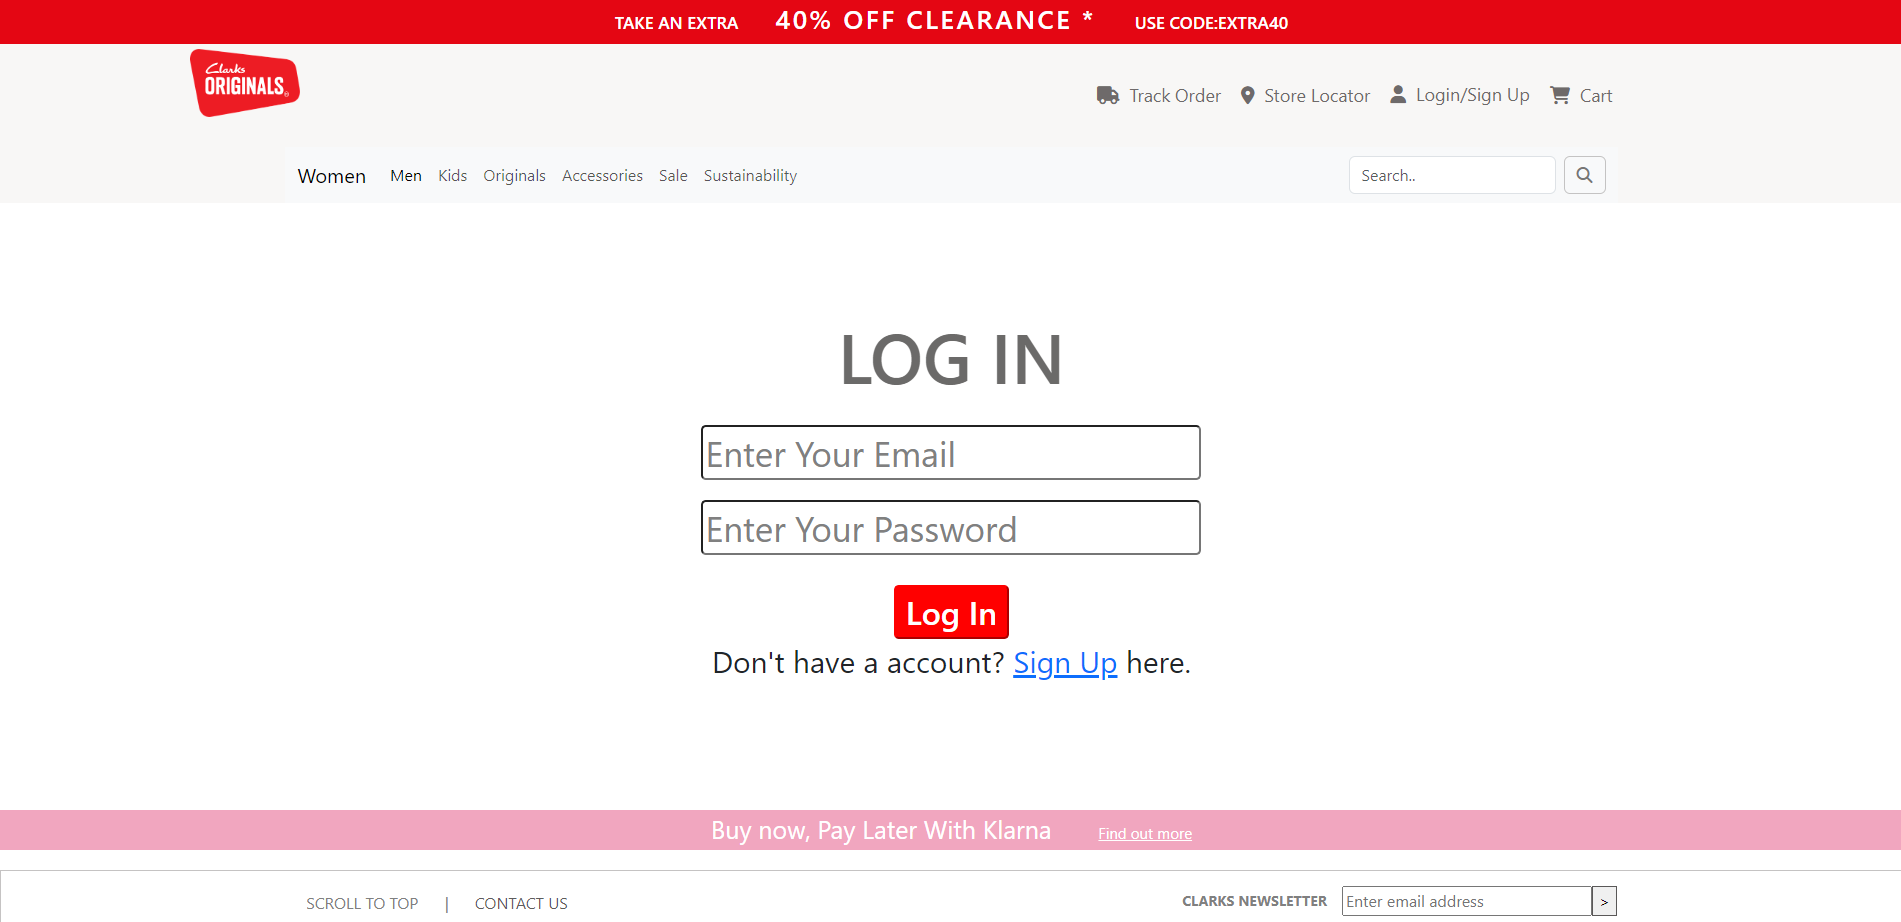 TAKE AN EXTRA 40% OFF CLEARANCE * USE CODE:EXTRA40
Clarks
ORIGINALS
Track Order Store Locator Login/Sign Up Cart
Women Men Kids Originals Accessories Sale Sustainability Search..
LOG IN
Enter Your Email
Enter Your Password
Log In
Don't have a account? Sign Up here.
Buy now, Pay Later With Klarna Find out more
SCROLL TO TOP | CONTACT US CLARKS NEWSLETTER Enter email address >